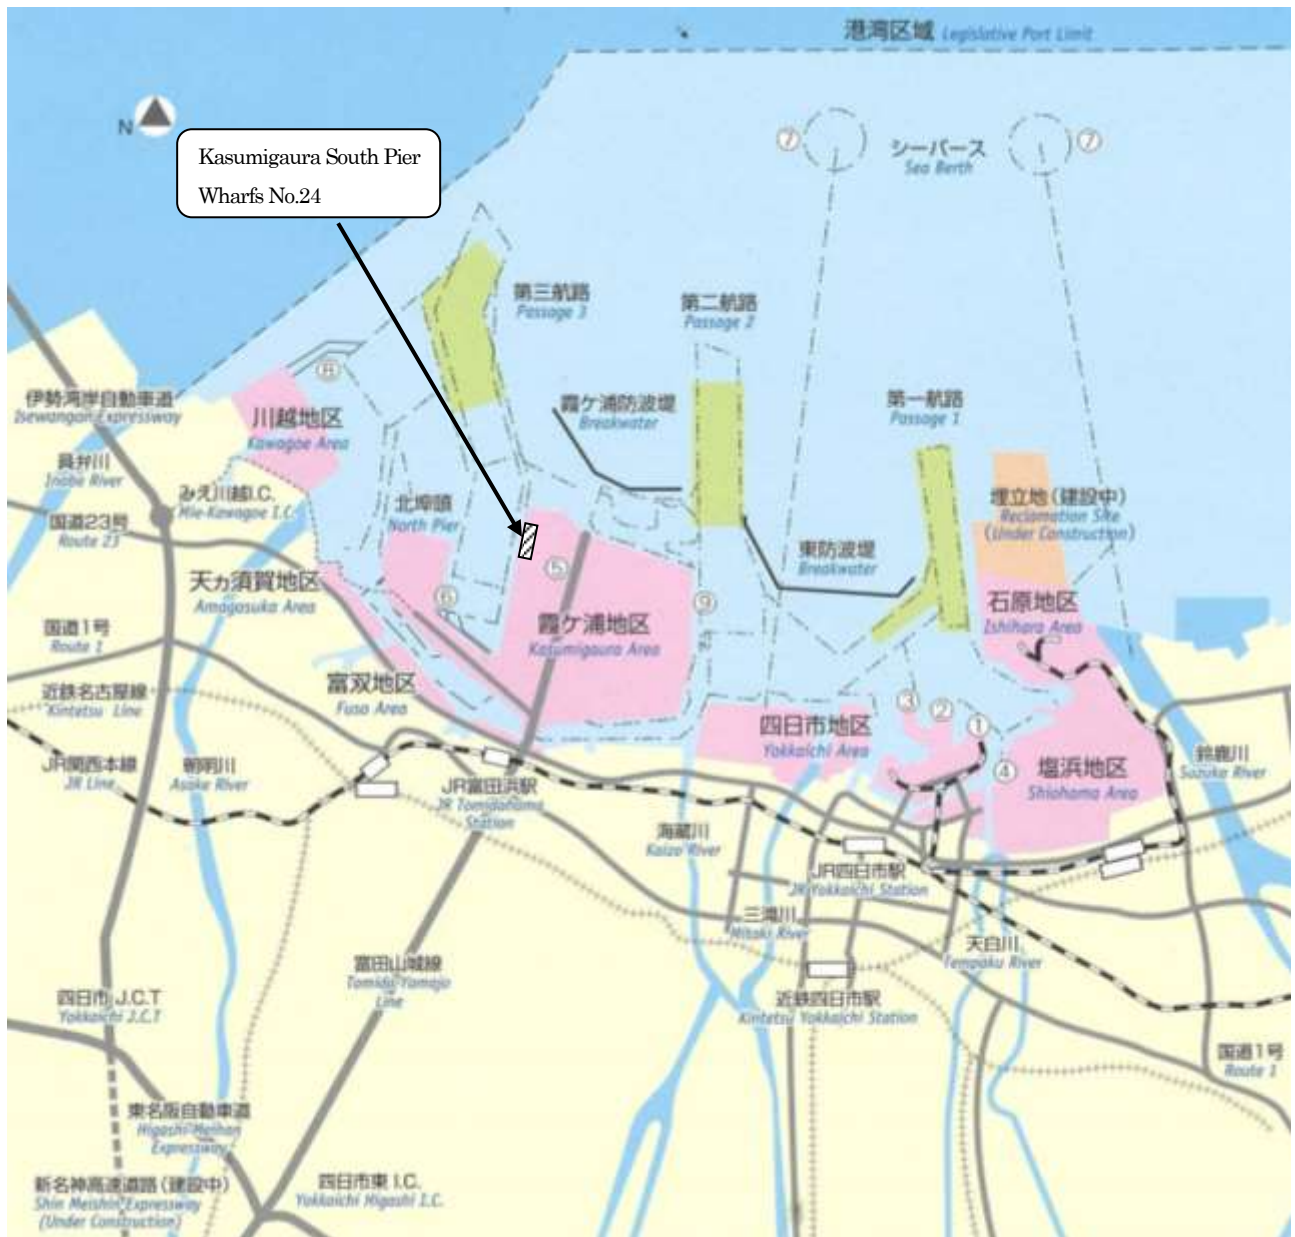 港湾区域 Legislative Port Limit
N
Kasumigaura South Pier
Wharfs No.24
⑦
シーバース
Sea Berth
⑦
第三航路
Passage 3
第二航路
Passage 2
⑧
伊勢湾岸自動車道
Isewangan Expressway
川越地区
Kawagoe Area
霞ケ浦防波堤
Breakwater
第一航路
Passage 1
員弁川
Inabe River
みえ川越I.C.
Mie-Kawagoe I.C.
北埠頭
North Pier
埋立地(建設中)
Reclamation Site
(Under Construction)
国道23号
Route 23
東防波堤
Breakwater
天ヵ須賀地区
Amagasuka Area
⑤
⑥
⑨
霞ケ浦地区
Kasumigaura Area
石原地区
Ishihara Area
国道1号
Route 1
富双地区
Fuso Area
近鉄名古屋線
Kintetsu Line
③
②
①
四日市地区
Yokkaichi Area
④
塩浜地区
Shiohama Area
鈴鹿川
Suzuka River
JR関西本線
JR Line
朝明川
Asake River
JR富田浜駅
JR Tomidahama
Station
海蔵川
Kaizo River
JR四日市駅
JR Yokkaichi Station
三滝川
Mitaki River
天白川
Tempaku River
富田山城線
Tomida-Yamajo
Line
四日市 J.C.T
Yokkaichi J.C.T
近鉄四日市駅
Kintetsu Yokkaichi Station
国道1号
Route 1
東名阪自動車道
Higashi-Meihan
Expressway
新名神高速道路(建設中)
Shin Meishin Expressway
(Under Construction)
四日市東 I.C.
Yokkaichi Higashi I.C.